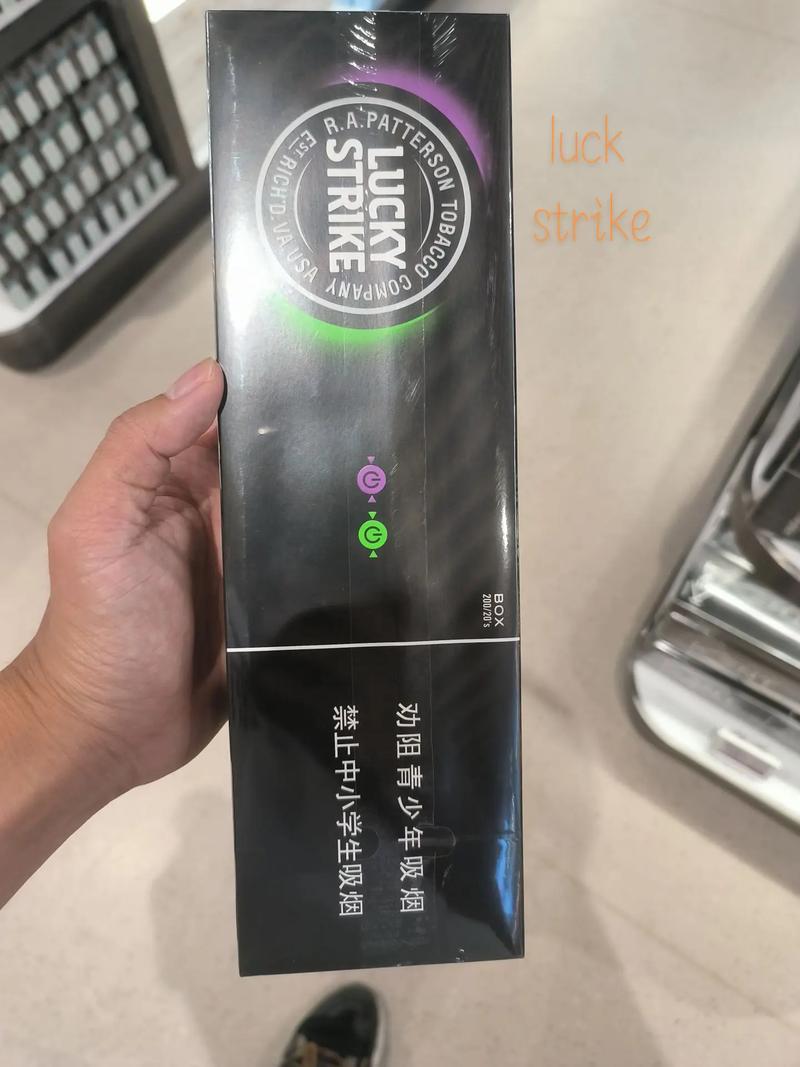 luck
strike
R.A.PATTERSON TOBACCO COMPANY
EST RICH'D.VA USA
LUCKY
STRIKE
BOX
200/20's
劝阻青少年吸烟
禁止中小学生吸烟